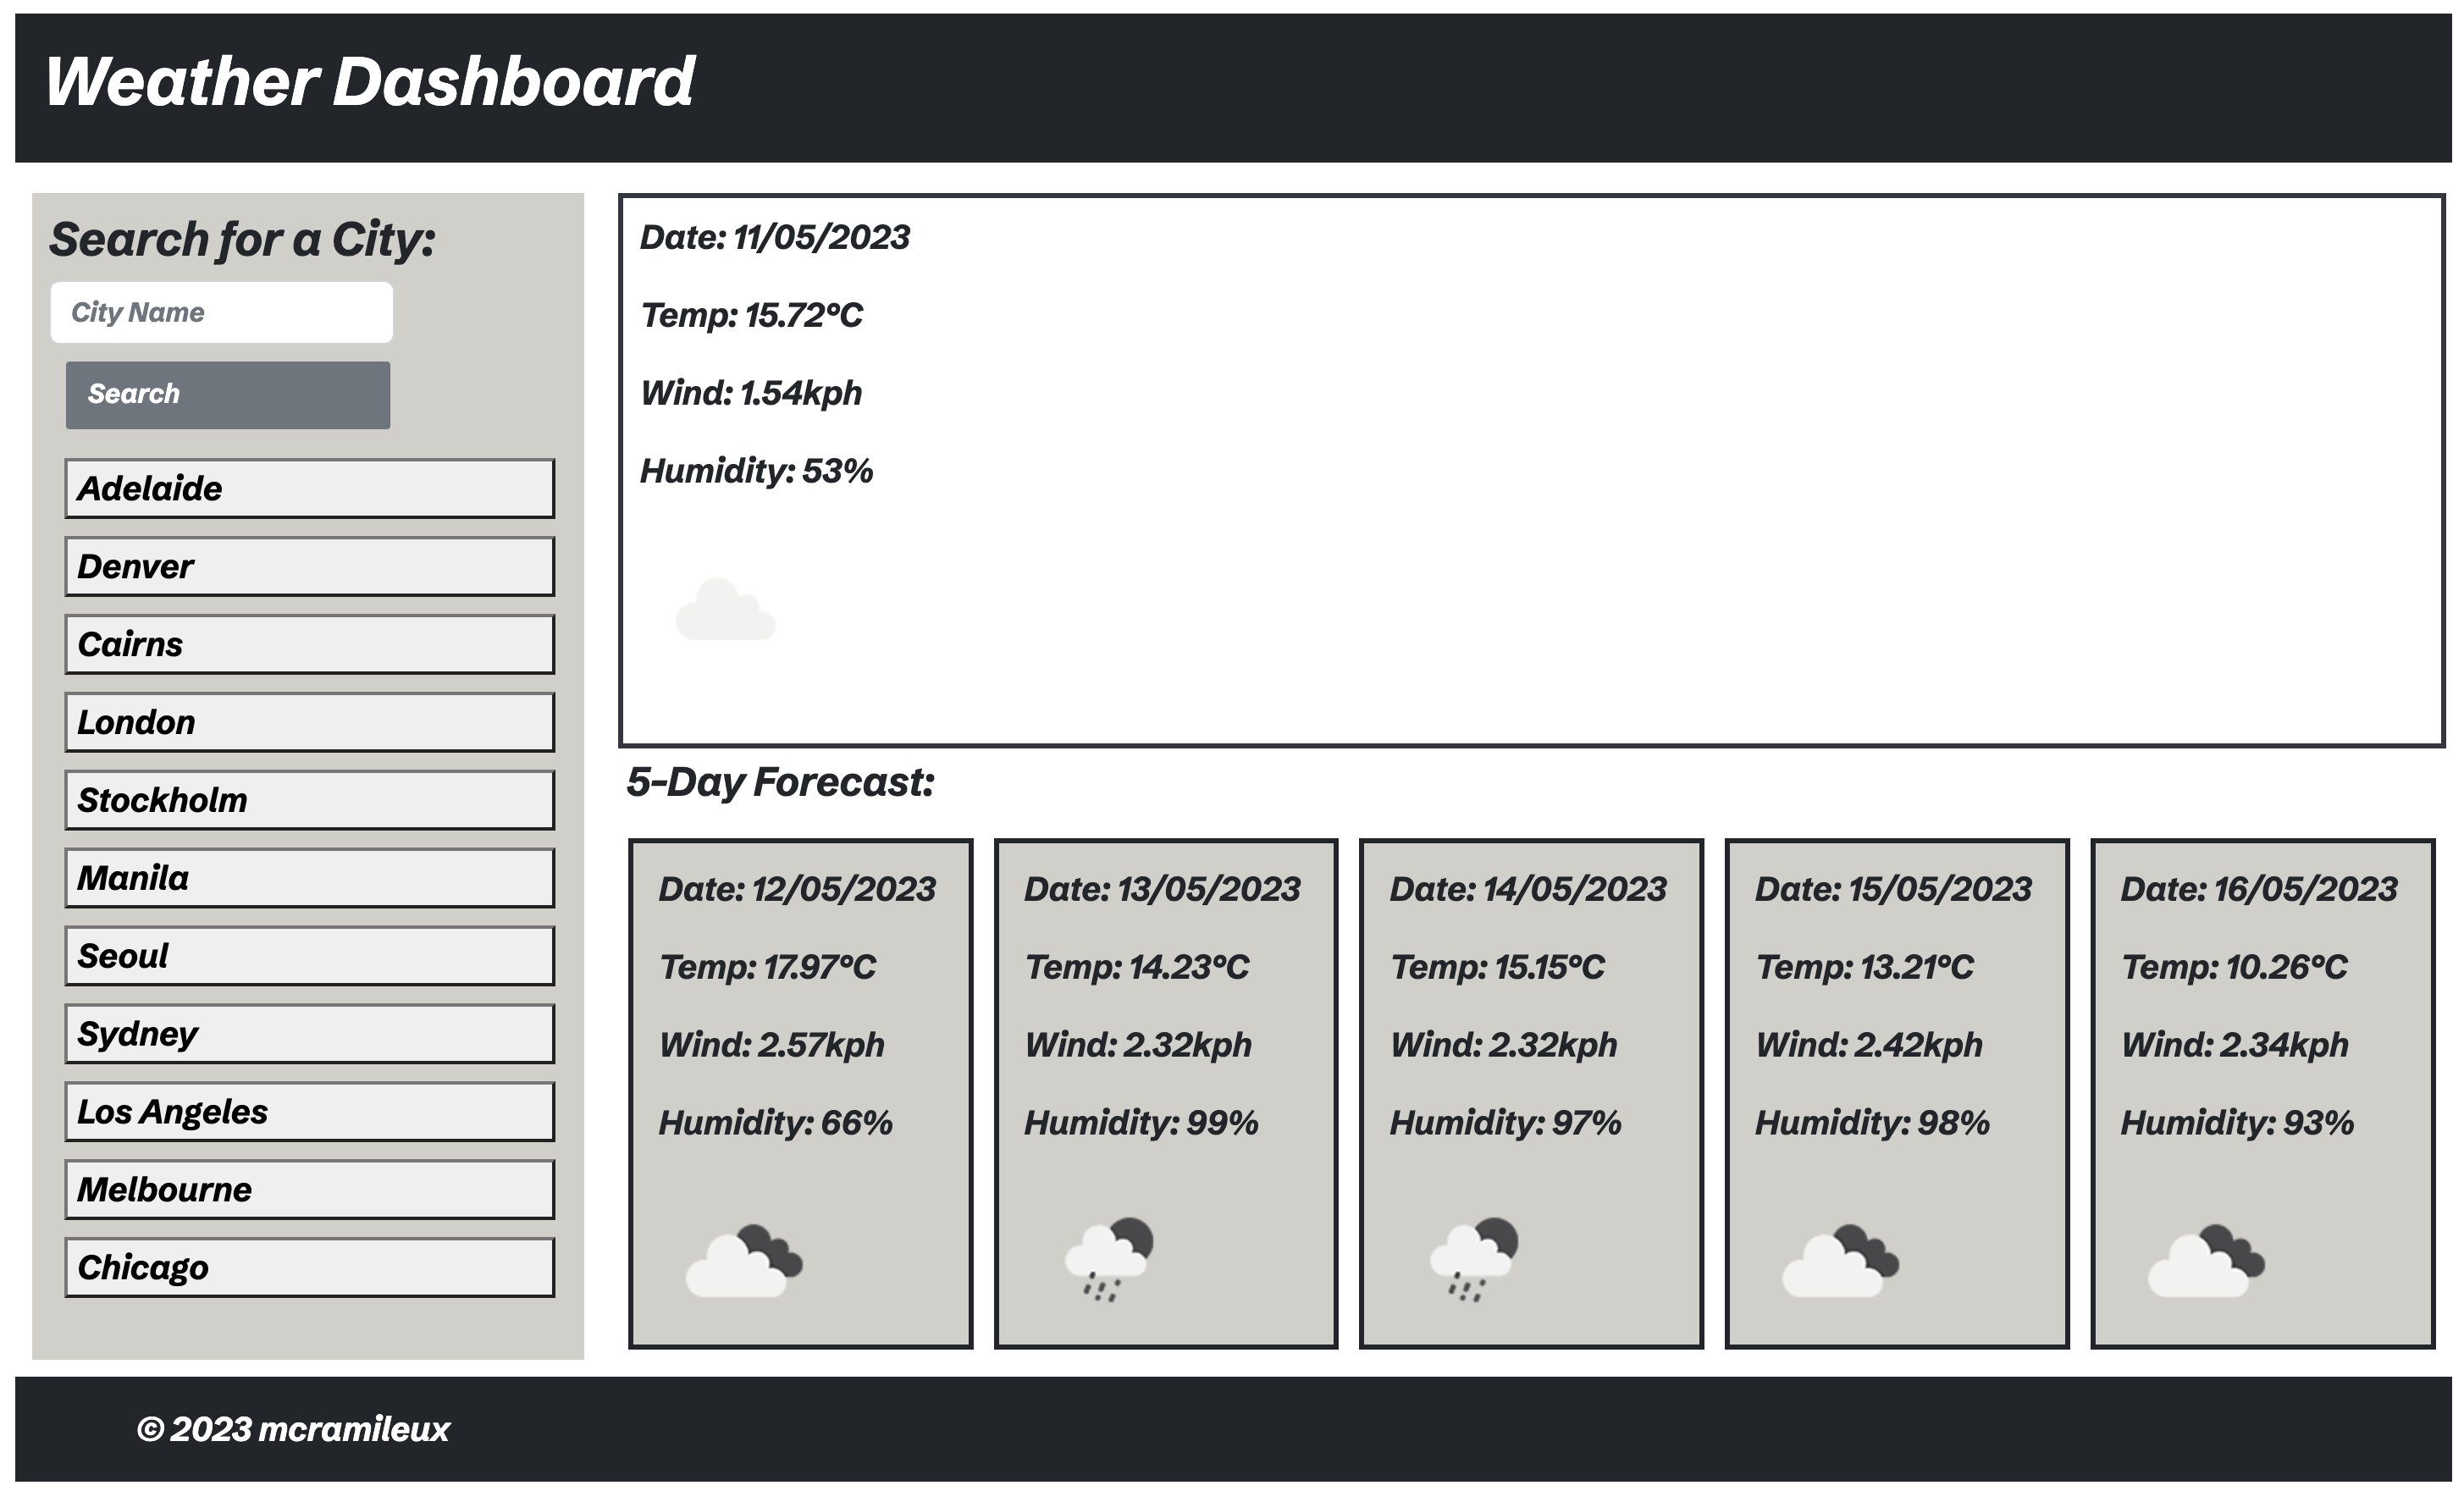 Weather Dashboard
Search for a City:
City Name
Search
Adelaide
Denver
Cairns
London
Stockholm
Manila
Seoul
Sydney
Los Angeles
Melbourne
Chicago
Date: 11/05/2023
Temp: 15.72°C
Wind: 1.54kph
Humidity: 53%
5-Day Forecast:
Date: 12/05/2023
Temp: 17.97°C
Wind: 2.57kph
Humidity: 66%
Date: 13/05/2023
Temp: 14.23°C
Wind: 2.32kph
Humidity: 99%
Date: 14/05/2023
Temp: 15.15°C
Wind: 2.32kph
Humidity: 97%
Date: 15/05/2023
Temp: 13.21°C
Wind: 2.42kph
Humidity: 98%
Date: 16/05/2023
Temp: 10.26°C
Wind: 2.34kph
Humidity: 93%
© 2023 mcramileux